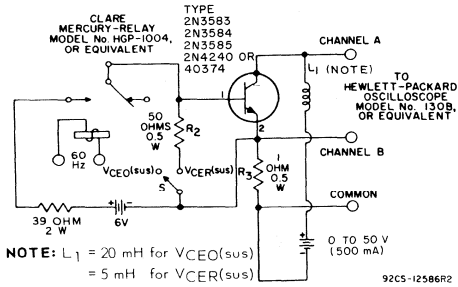 CLARE
MERCURY-RELAY
MODEL No. HGP-1004,
OR EQUIVALENT
TYPE
2N3583
2N3584
2N3585
2N4240 OR
40374
CHANNEL A
L1 (NOTE)
TO
HEWLETT-PACKARD
OSCILLOSCOPE
MODEL No. 130B,
OR EQUIVALENT
1
2
50
OHMS
0.5
W
R2
60
Hz
VCEO(sus)
VCER(sus)
S
R3
1
OHM
0.5
W
CHANNEL B
COMMON
39 OHM
2 W
+ -
6V
+
-
0 TO 50 V
(500 mA)
NOTE: L1 = 20 mH for VCEO(sus)
= 5 mH for VCER(sus)
92CS-12586R2